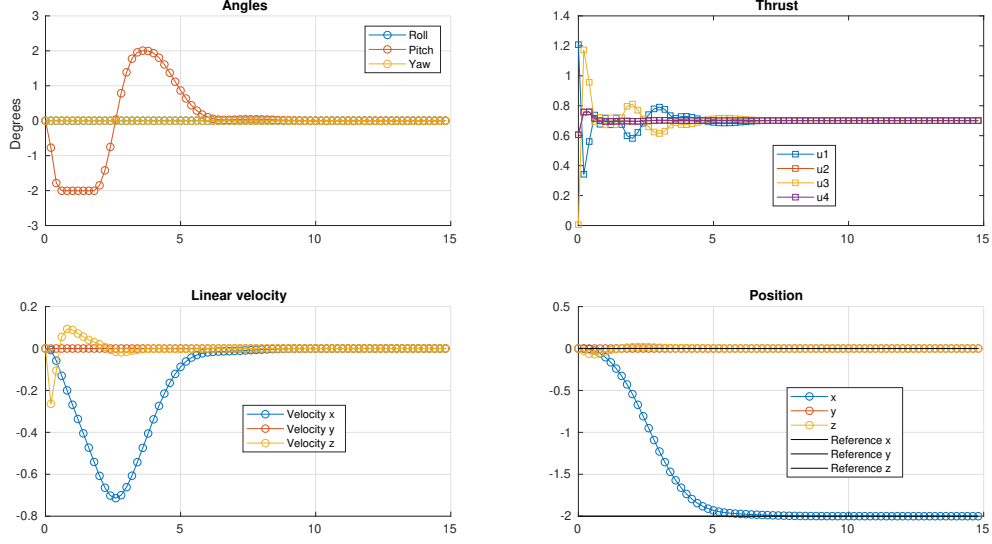 Angles
3
2
1
0
-1
-2
-3
Degrees
0
5
10
15
Roll
Pitch
Yaw
Thrust
1.4
1.2
1
0.8
0.6
0.4
0.2
0
0
5
10
15
u1
u2
u3
u4
Linear velocity
0.2
0
-0.2
-0.4
-0.6
-0.8
0
5
10
15
Velocity x
Velocity y
Velocity z
Position
0.5
0
-0.5
-1
-1.5
-2
0
5
10
15
x
y
z
Reference x
Reference y
Reference z